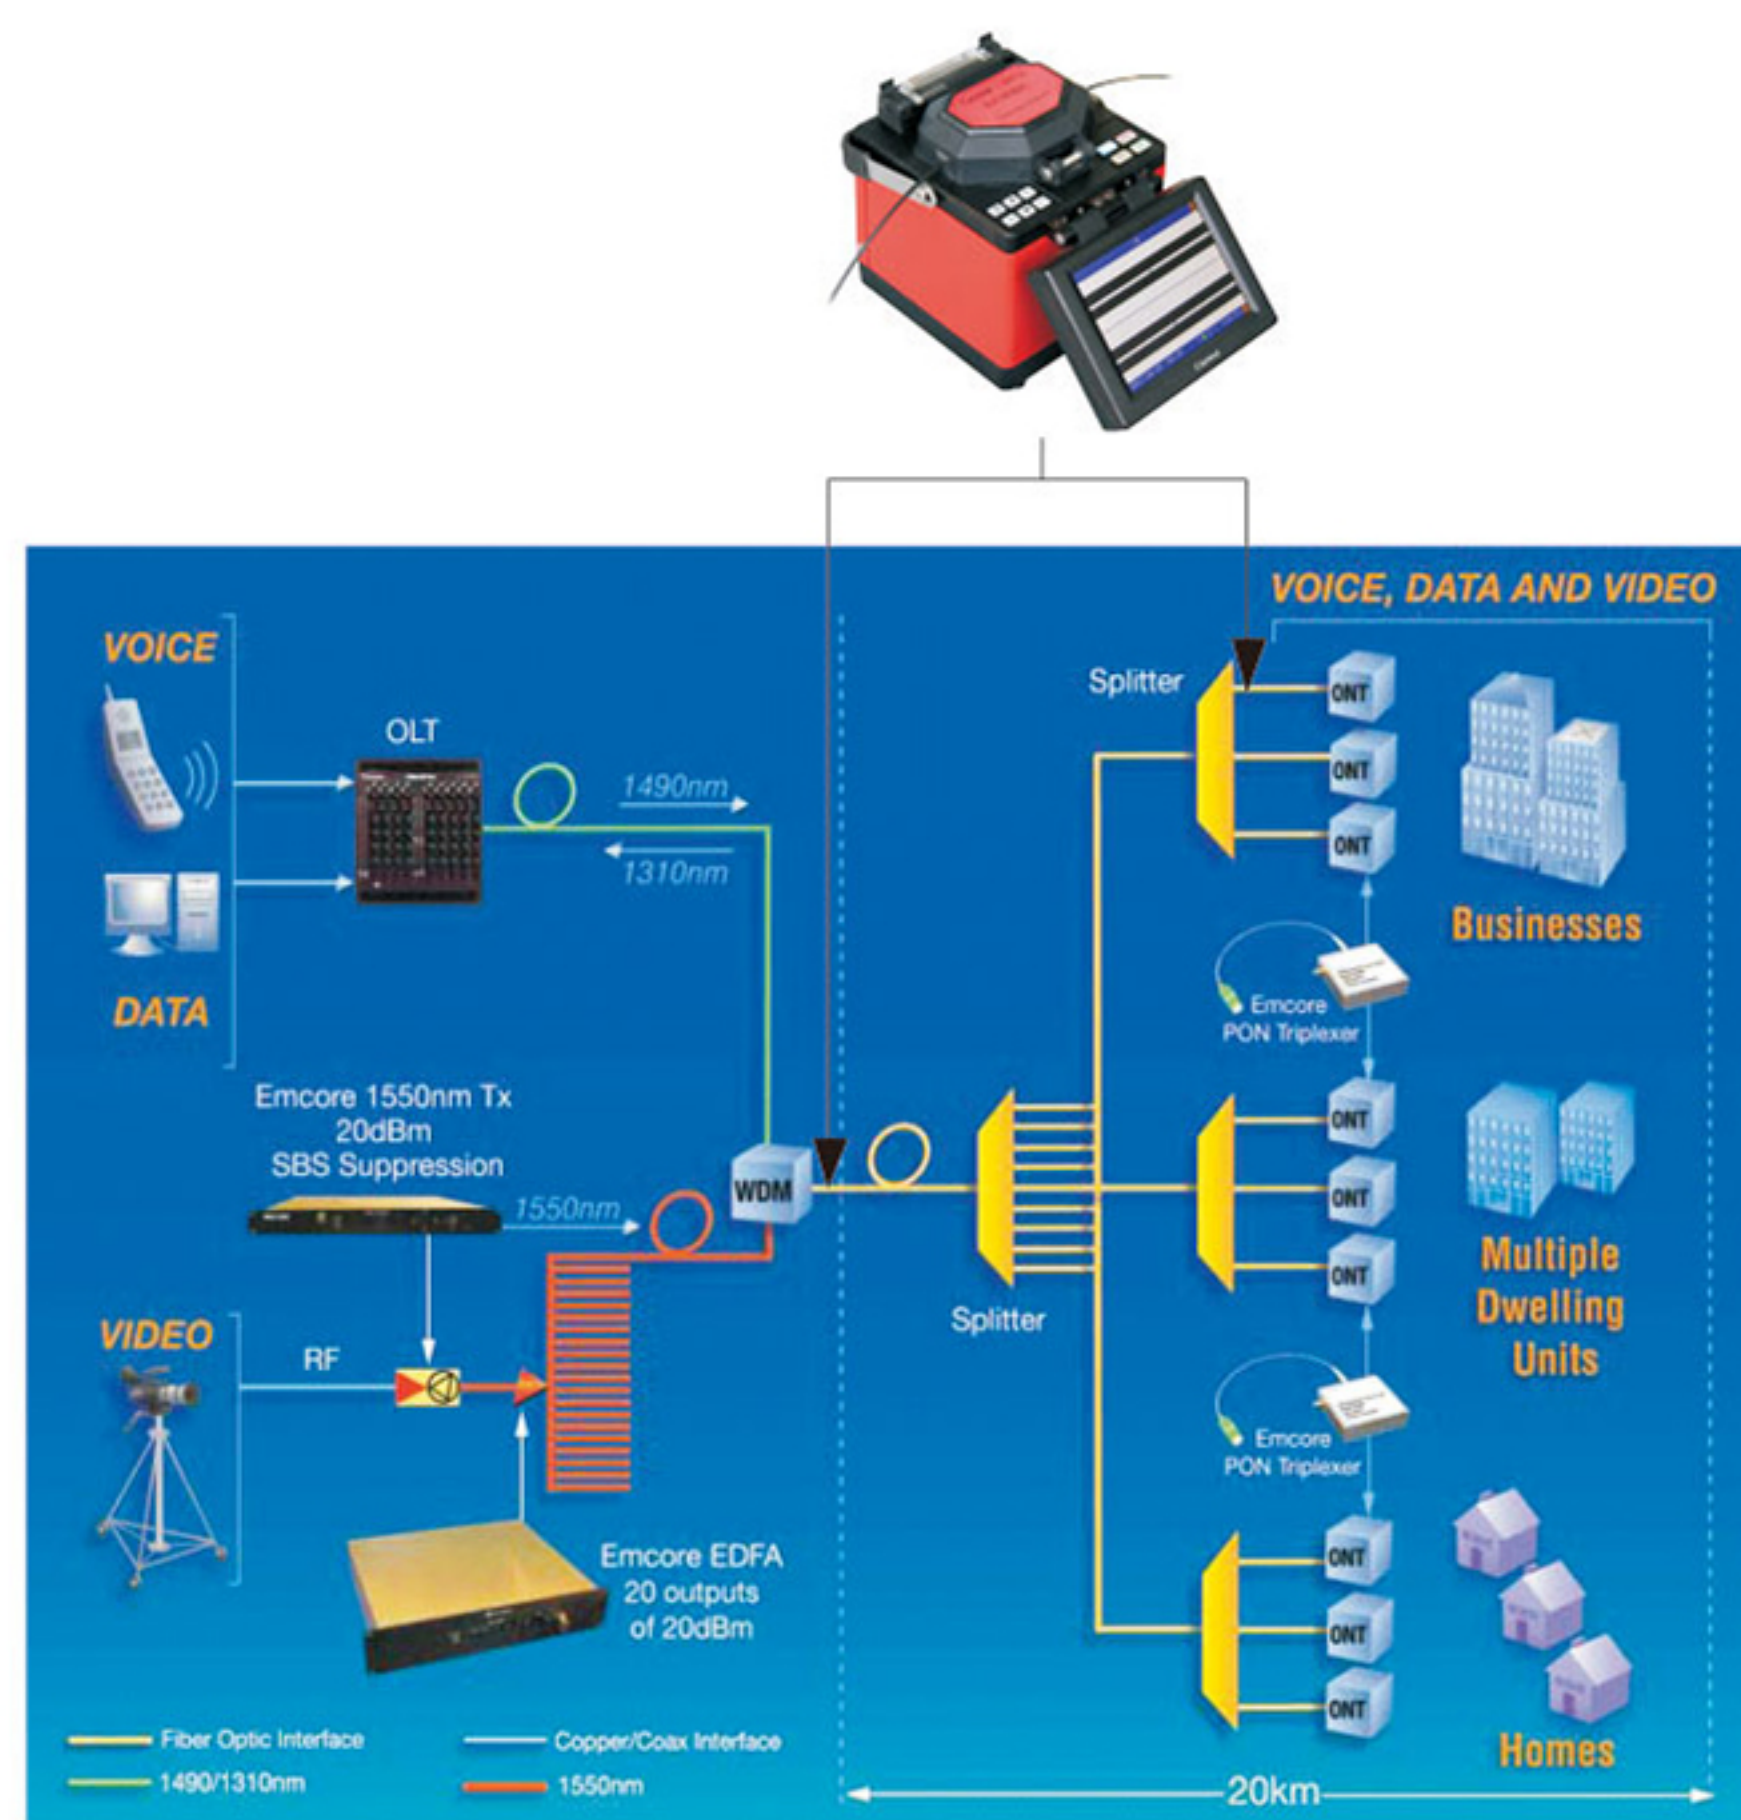 VOICE, DATA AND VIDEO
VOICE
Splitter
ONT
OLT
1490nm
ONT
1310nm
ONT
Businesses
DATA
Emcore
PON Triplexer
Emcore 1550nm Tx
20dBm
SBS Suppression
ONT
WDM
1550nm
ONT
Multiple
Dwelling
Units
ONT
Splitter
VIDEO
RF
Emcore
PON Triplexer
Emcore EDFA
20 outputs
of 20dBm
ONT
ONT
ONT
Homes
Fiber Optic Interface
Copper/Coax Interface
1490/1310nm
1550nm
20km